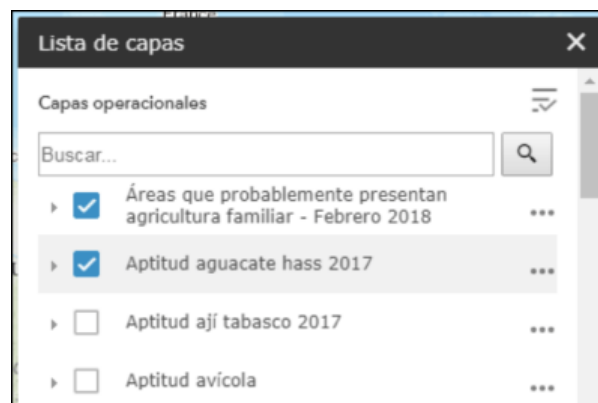 France
Lista de capas
Capas operacionales
Buscar...
Áreas que probablemente presentan
agricultura familiar - Febrero 2018
Aptitud aguacate hass 2017
Aptitud ají tabasco 2017
Aptitud avícola